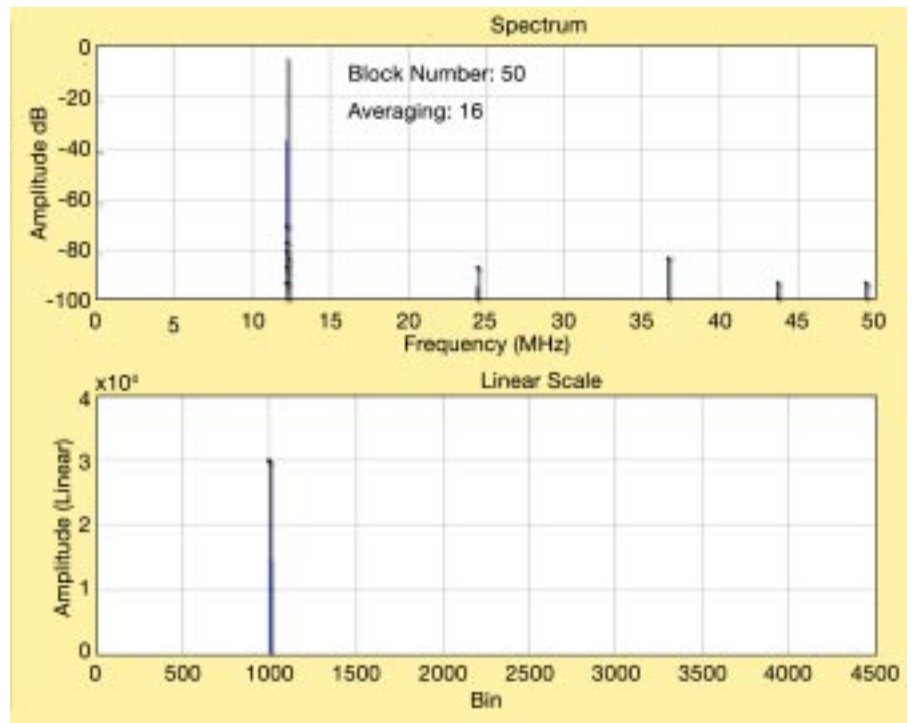 Spectrum
0
-20
-40
-60
-80
-100
Amplitude dB
Block Number: 50
Averaging: 16
0 5 10 15 20 25 30 35 40 45 50
Frequency (MHz)
Linear Scale
4
3
2
1
0
Amplitude (Linear)
0 500 1000 1500 2000 2500 3000 3500 4000 4500
Bin